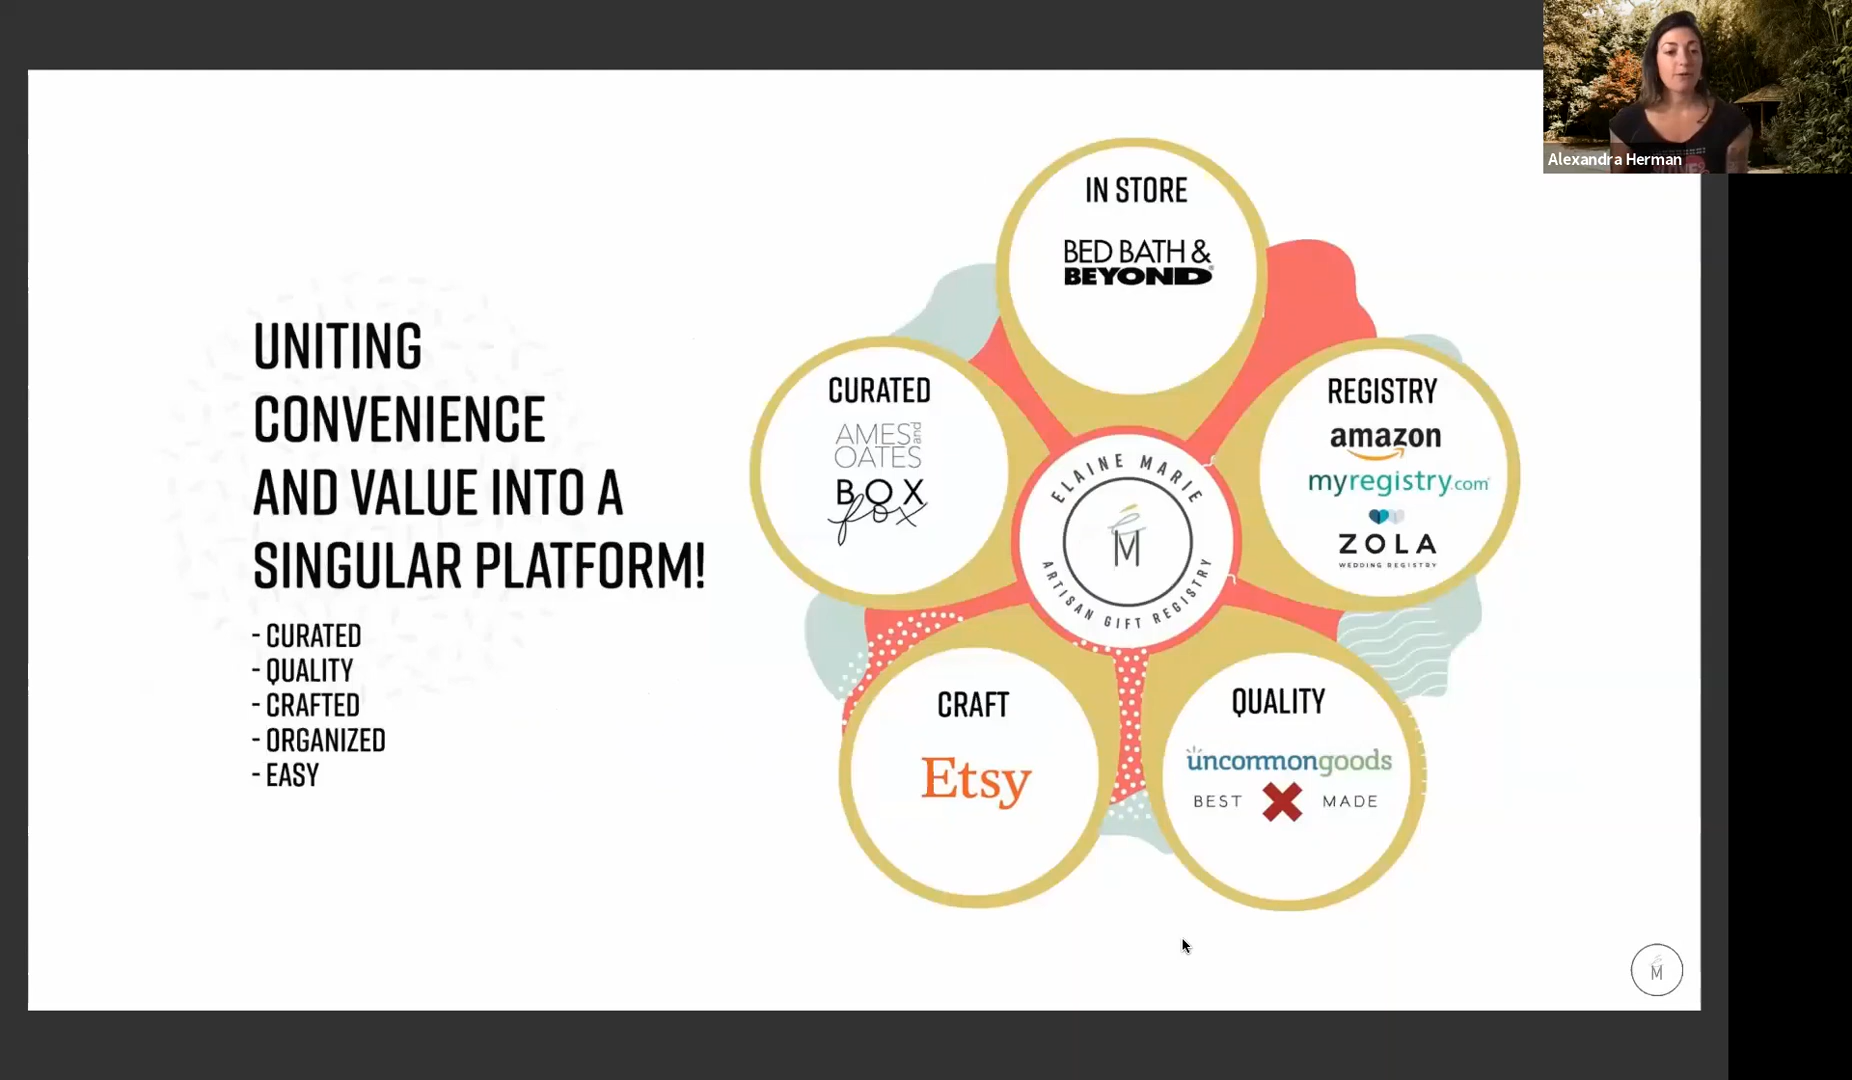 Alexandra Herman
UNITING
CONVENIENCE
AND VALUE INTO A
SINGULAR PLATFORM!
- CURATED
- QUALITY
- CRAFTED
- ORGANIZED
- EASY
IN STORE
BED BATH &
BEYOND
CURATED
AMES and
OATES
BOX
fox
REGISTRY
amazon
myregistry.com
ZOLA
WEDDING REGISTRY
ELAINE MARIE
M
ARTISAN GIFT REGISTRY
CRAFT
Etsy
QUALITY
uncommongoods
BEST MADE
M